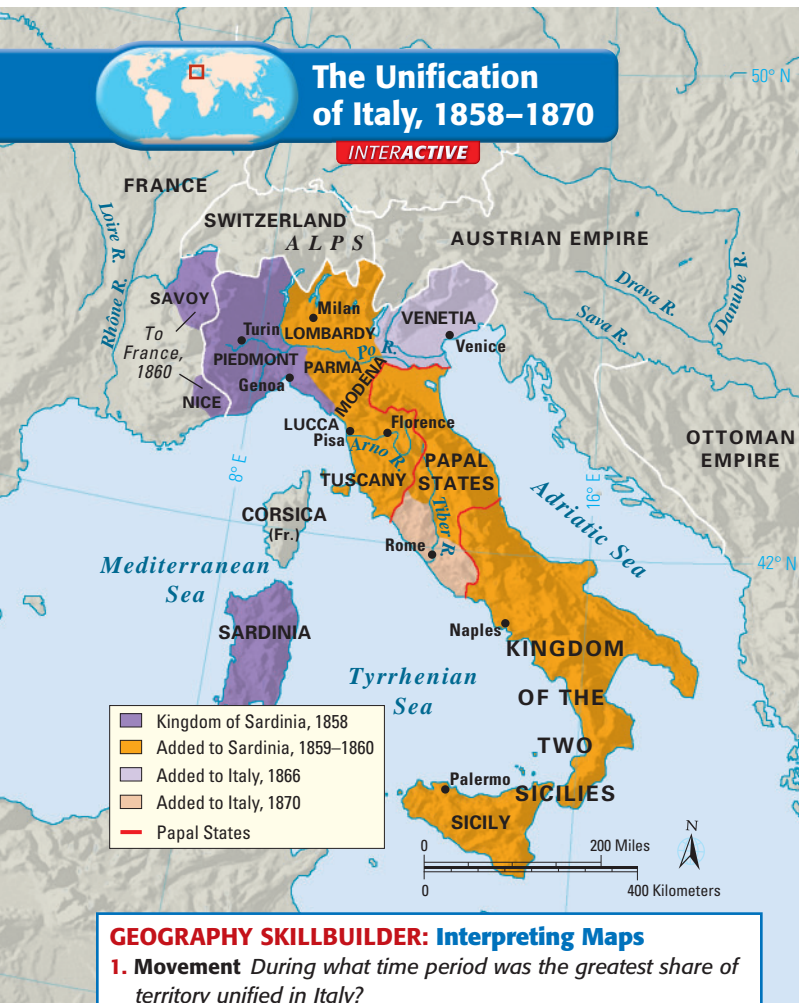 The Unification
of Italy, 1858–1870
INTERACTIVE
50° N
FRANCE
Loire R.
SWITZERLAND
ALPS
AUSTRIAN EMPIRE
Rhône R.
SAVOY
To
France,
1860
NICE
Turin
PIEDMONT
Genoa
Milan
LOMBARDY
PARMA
MODENA
Po R.
VENETIA
Venice
Drava R.
Sava R.
Danube R.
LUCCA
Pisa
Florence
Arno R.
TUSCANY
PAPAL
STATES
Tiber R.
OTTOMAN
EMPIRE
8° E
16° E
Adriatic Sea
42° N
CORSICA
(Fr.)
Mediterranean
Sea
Rome
SARDINIA
Naples
KINGDOM
OF THE
TWO
SICILIES
Tyrrhenian
Sea
Palermo
SICILY
Kingdom of Sardinia, 1858
Added to Sardinia, 1859–1860
Added to Italy, 1866
Added to Italy, 1870
Papal States
0 200 Miles
0 400 Kilometers
N
GEOGRAPHY SKILLBUILDER: Interpreting Maps
1. Movement During what time period was the greatest share of
territory unified in Italy?